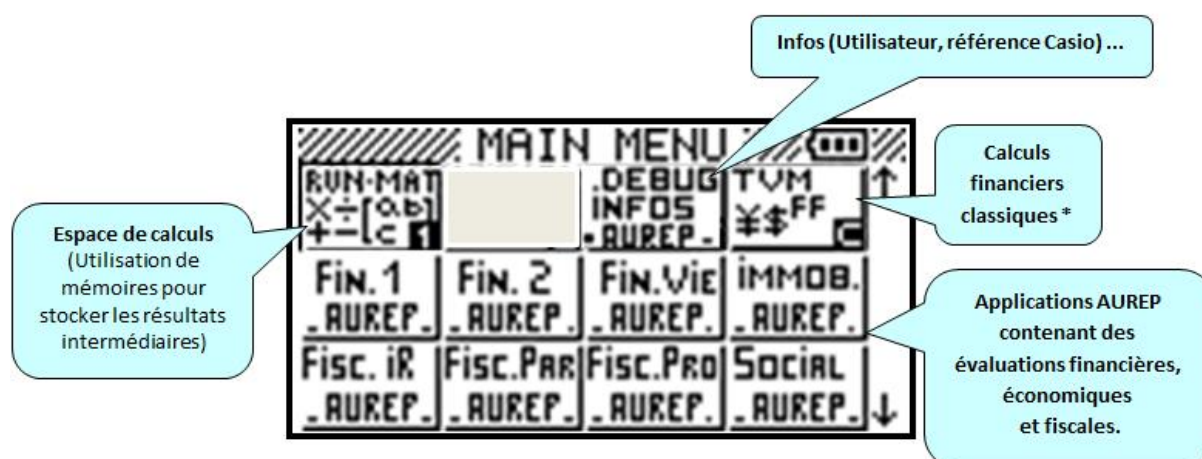 Infos (Utilisateur, référence Casio) ...
MAIN MENU
RUN-MAT
×÷[ab]
+−[c 1
.DEBUG
INFOS
.AUREP-
TVM
¥$FF
C
Calculs
financiers
classiques *
Espace de calculs
(Utilisation de
mémoires pour
stocker les résultats
intermédiaires)
Fin.1
-AUREP-
Fin. 2
-AUREP.
Fin.Vie
-AUREP.
immob.
-AUREP.
Fisc. iR
-AUREP-
Fisc.Par
-AUREP.
Fisc.Pro
-AUREP.
Social
-AUREP-
Applications AUREP
contenant des
évaluations financières,
économiques
et fiscales.